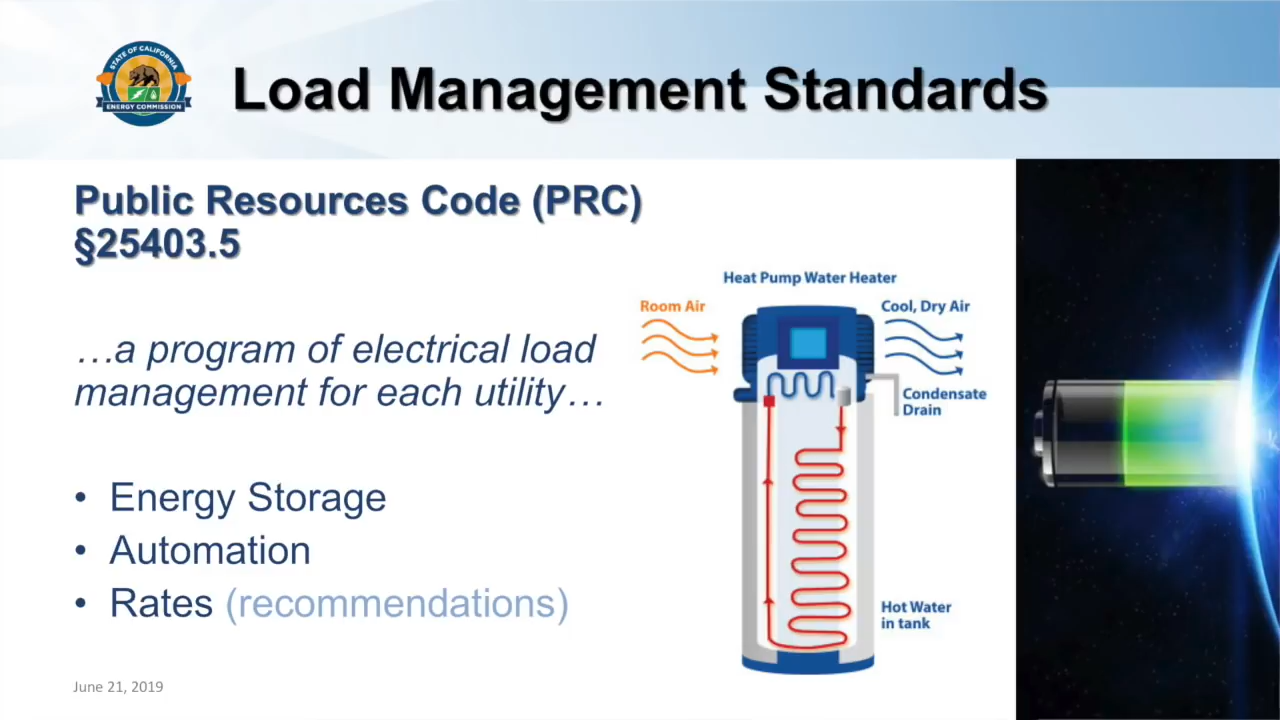 STATE OF CALIFORNIA
ENERGY COMMISSION
Load Management Standards
Public Resources Code (PRC)
§25403.5
…a program of electrical load
management for each utility…
• Energy Storage
• Automation
• Rates (recommendations)
Heat Pump Water Heater
Room Air
Cool, Dry Air
Condensate
Drain
Hot Water
in tank
June 21, 2019